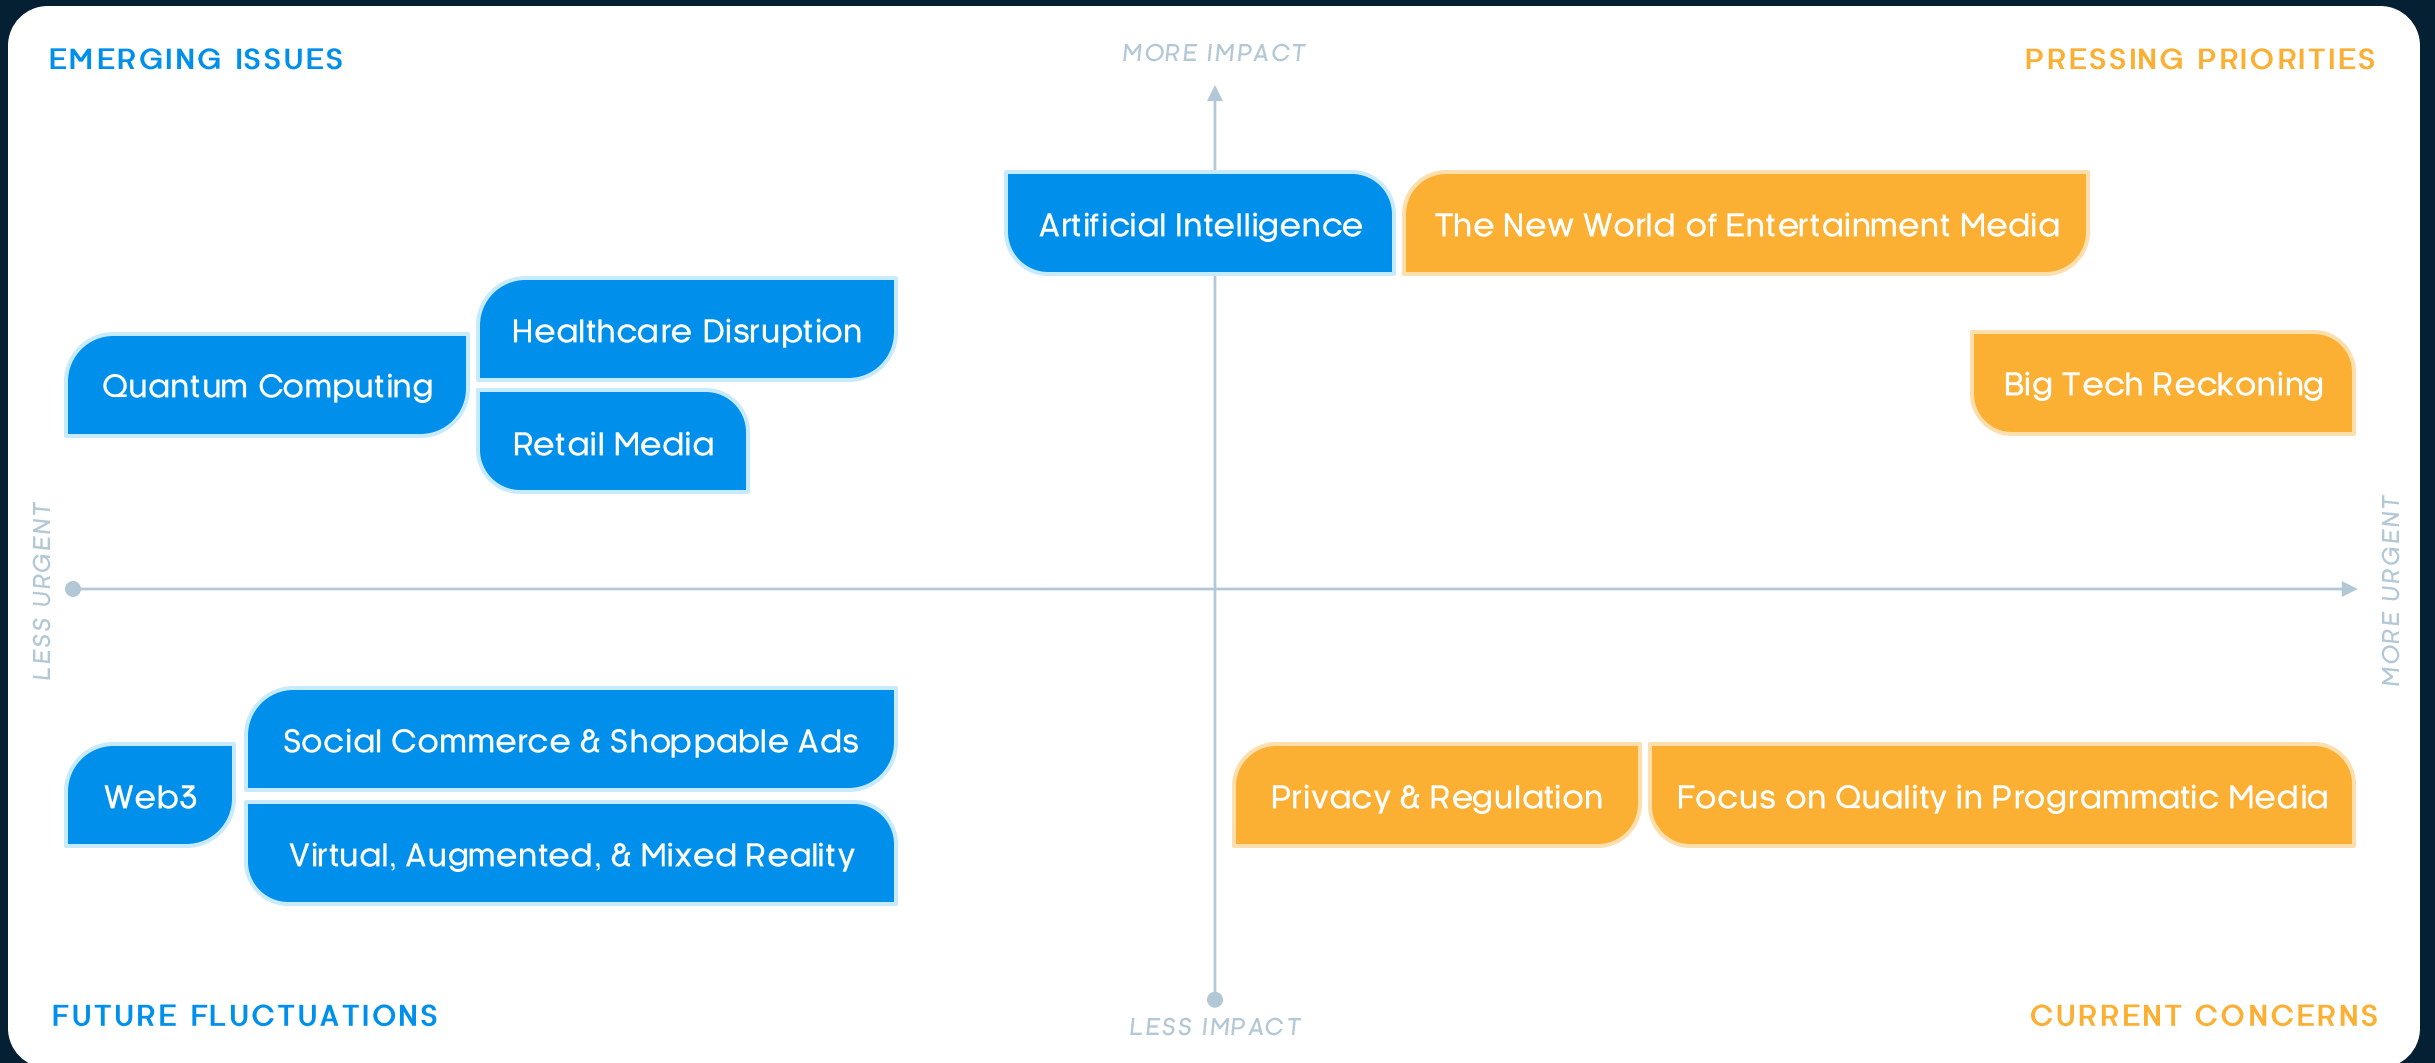 EMERGING ISSUES
MORE IMPACT
PRESSING PRIORITIES
Artificial Intelligence
The New World of Entertainment Media
Healthcare Disruption
Quantum Computing
Big Tech Reckoning
Retail Media
LESS URGENT
MORE URGENT
Social Commerce & Shoppable Ads
Web3
Privacy & Regulation
Focus on Quality in Programmatic Media
Virtual, Augmented, & Mixed Reality
FUTURE FLUCTUATIONS
LESS IMPACT
CURRENT CONCERNS